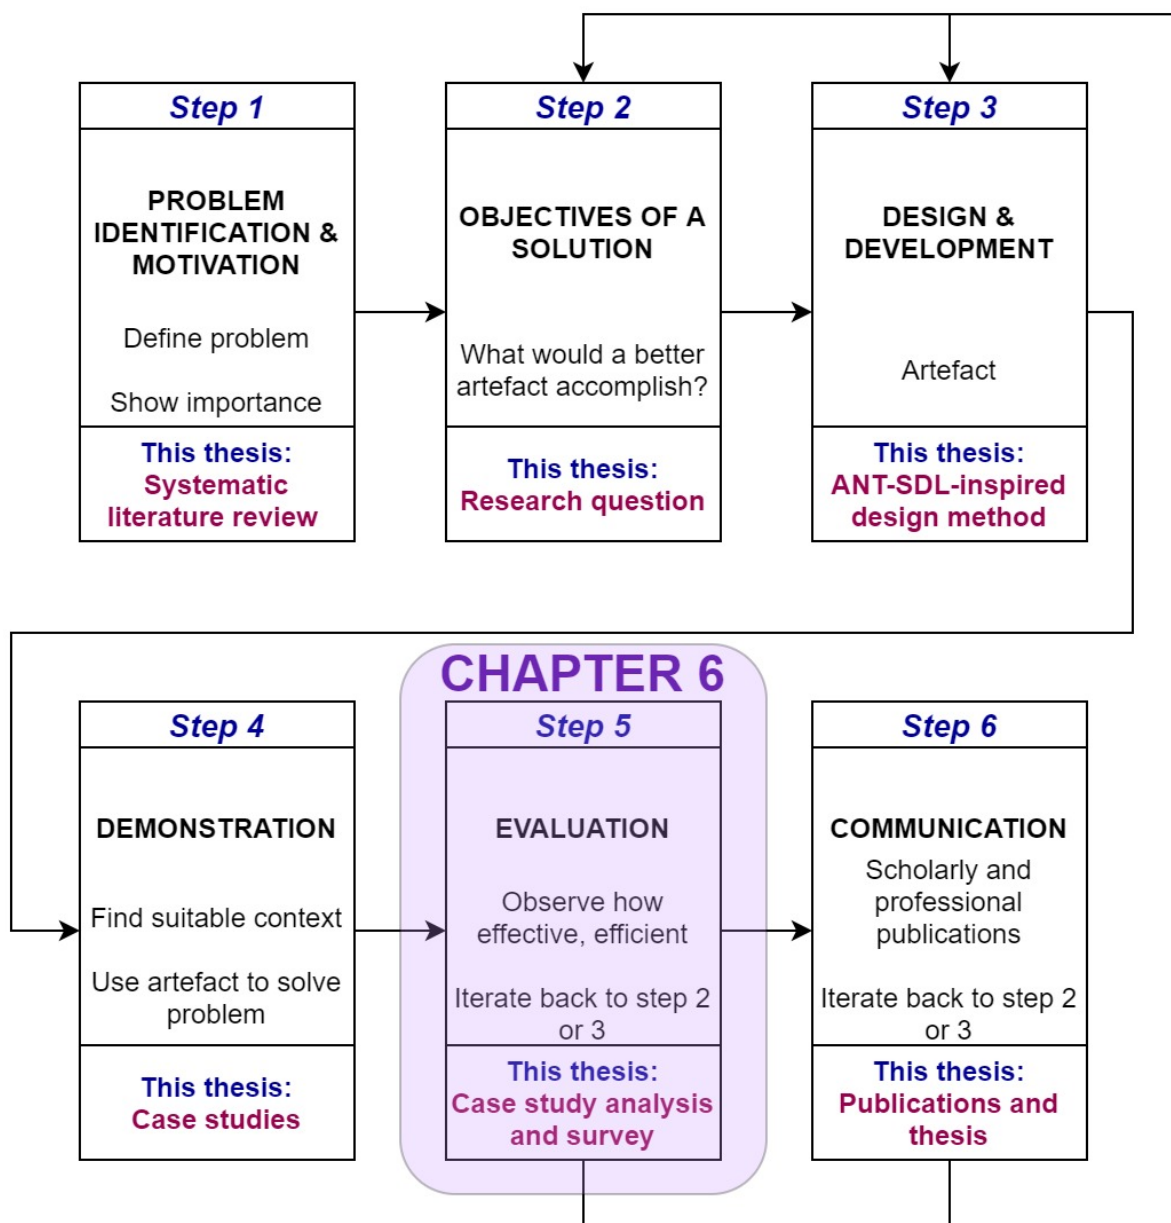 Step 1
PROBLEM
IDENTIFICATION &
MOTIVATION
Define problem
Show importance
This thesis:
Systematic
literature review
Step 2
OBJECTIVES OF A
SOLUTION
What would a better
artefact accomplish?
This thesis:
Research question
Step 3
DESIGN &
DEVELOPMENT
Artefact
This thesis:
ANT-SDL-inspired
design method
Step 4
DEMONSTRATION
Find suitable context
Use artefact to solve
problem
This thesis:
Case studies
CHAPTER 6
Step 5
EVALUATION
Observe how
effective, efficient
Iterate back to step 2
or 3
This thesis:
Case study analysis
and survey
Step 6
COMMUNICATION
Scholarly and
professional
publications
Iterate back to step 2
or 3
This thesis:
Publications and
thesis